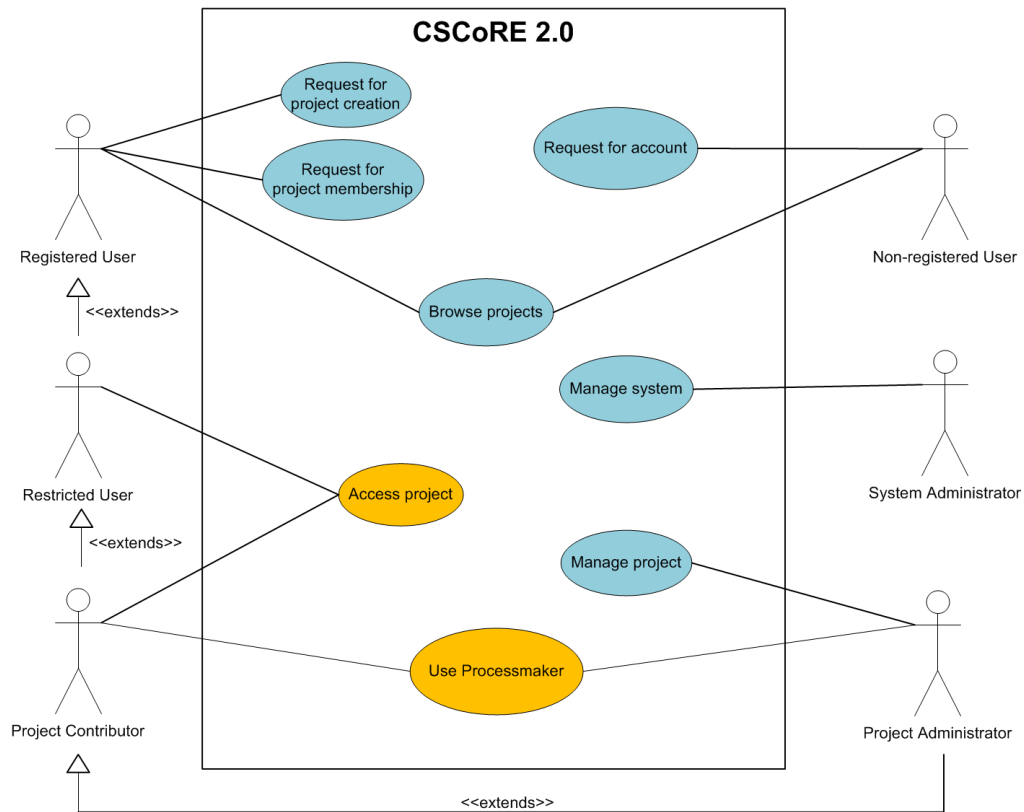 CSCoRE 2.0
Request for
project creation
Request for
project membership
Request for account
Registered User
Non-registered User
<<extends>>
Browse projects
Manage system
Restricted User
Access project
System Administrator
<<extends>>
Manage project
Use Processmaker
Project Contributor
Project Administrator
<<extends>>